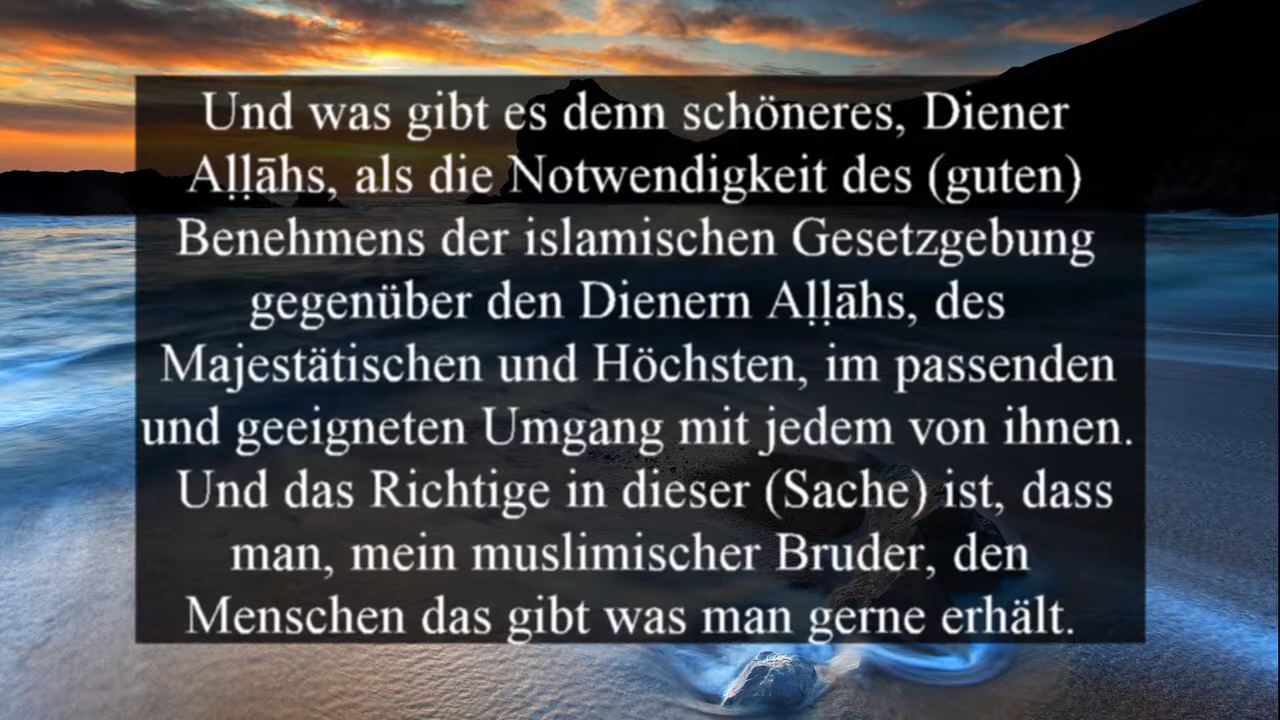 Und was gibt es denn schöneres, Diener
Aḷḷāhs, als die Notwendigkeit des (guten)
Benehmens der islamischen Gesetzgebung
gegenüber den Dienern Aḷḷāhs, des
Majestätischen und Höchsten, im passenden
und geeigneten Umgang mit jedem von ihnen.
Und das Richtige in dieser (Sache) ist, dass
man, mein muslimischer Bruder, den
Menschen das gibt was man gerne erhält.